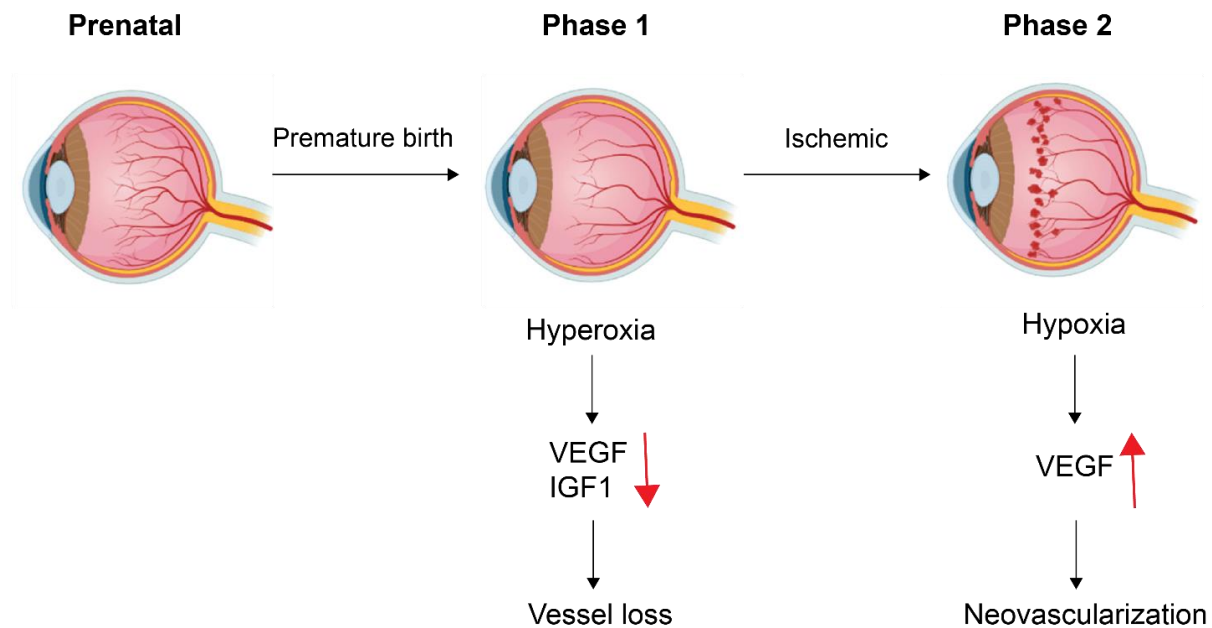 Prenatal
Phase 1
Phase 2
Premature birth
Ischemic
Hyperoxia
Hypoxia
VEGF
IGF1
VEGF
Vessel loss
Neovascularization